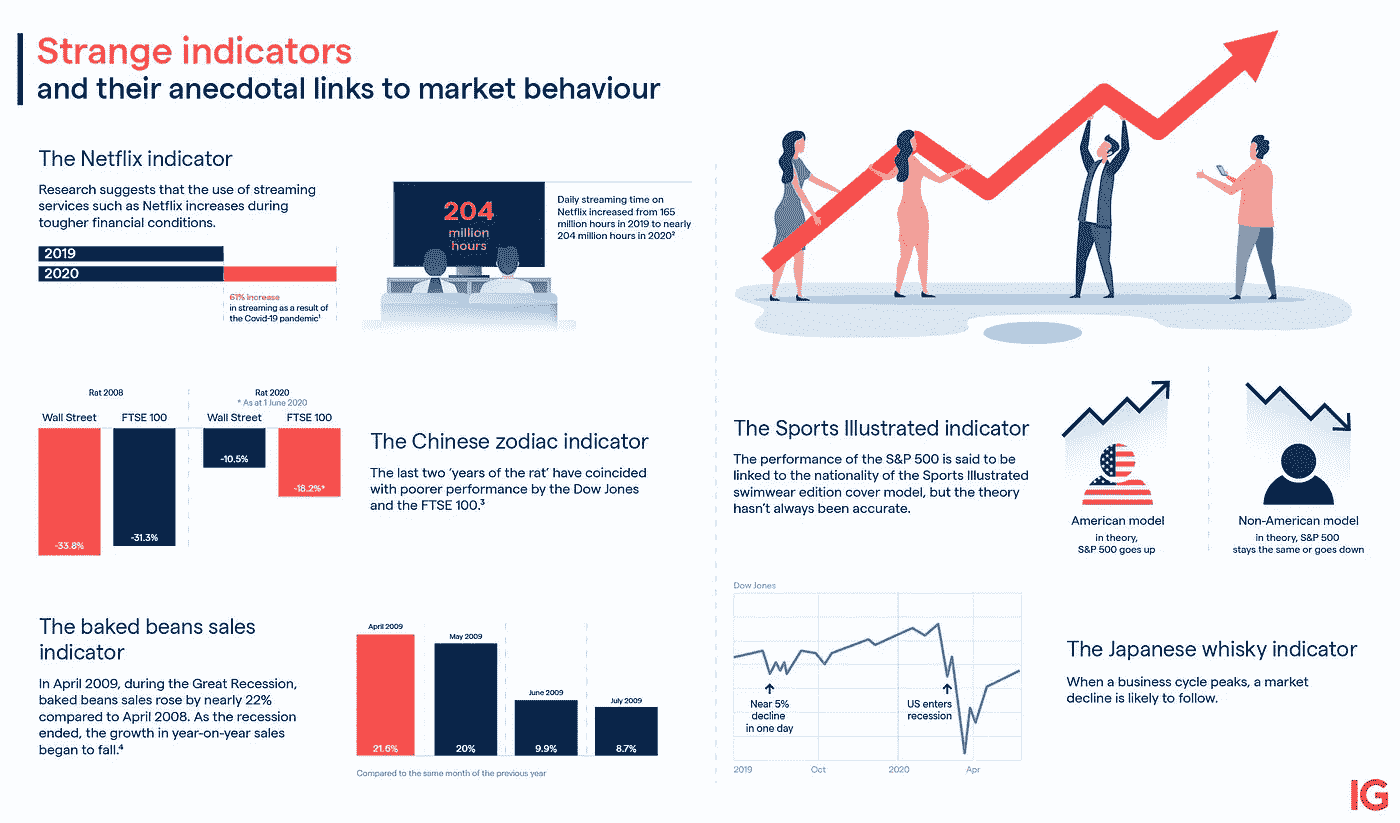 Strange indicators
and their anecdotal links to market behaviour
The Netflix indicator
Research suggests that the use of streaming
services such as Netflix increases during
tougher financial conditions.
2019
2020
61% increase
in streaming as a result of
the Covid-19 pandemic¹
204
million
hours
Daily streaming time on
Netflix increased from 165
million hours in 2019 to nearly
204 million hours in 2020²
Rat 2008
Wall Street
FTSE 100
-33.8%
-31.3%
Rat 2020
* As at 1 June 2020
Wall Street
FTSE 100
-10.5%
-18.2%*
The Chinese zodiac indicator
The last two ‘years of the rat’ have coincided
with poorer performance by the Dow Jones
and the FTSE 100.³
The baked beans sales
indicator
In April 2009, during the Great Recession,
baked beans sales rose by nearly 22%
compared to April 2008. As the recession
ended, the growth in year-on-year sales
began to fall.⁴
April 2009
May 2009
June 2009
July 2009
21.6%
20%
9.9%
8.7%
Compared to the same month of the previous year
The Sports Illustrated indicator
The performance of the S&P 500 is said to be
linked to the nationality of the Sports Illustrated
swimwear edition cover model, but the theory
hasn’t always been accurate.
American model
in theory,
S&P 500 goes up
Non-American model
in theory, S&P 500
stays the same or goes down
Dow Jones
Near 5%
decline
in one day
US enters
recession
2019
Oct
2020
Apr
The Japanese whisky indicator
When a business cycle peaks, a market
decline is likely to follow.
IG